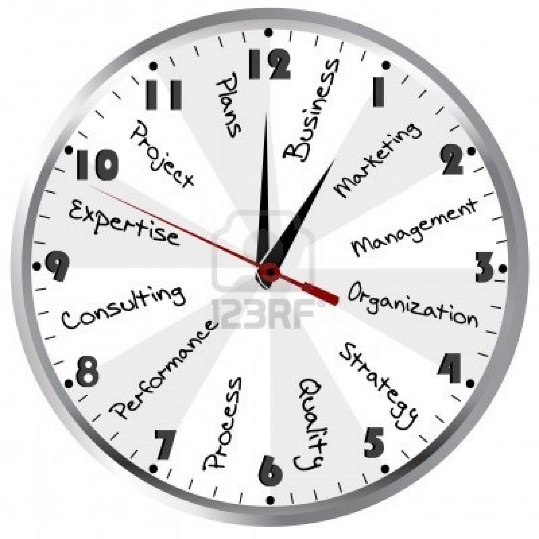 12
Business
1
Marketing
2
Management
3
Organization
4
Strategy
5
Quality
6
Process
7
Performance
8
Consulting
9
Expertise
10
Project
11
Plans
123RF